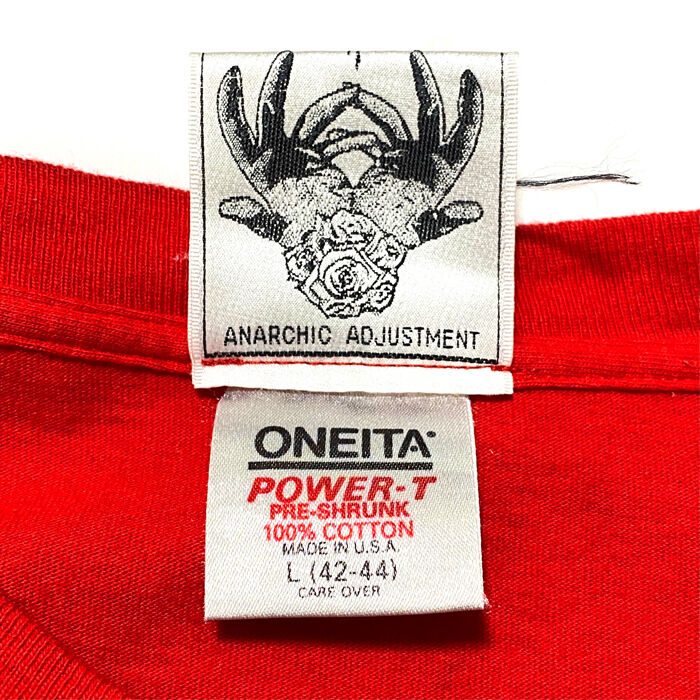 ANARCHIC ADJUSTMENT
ONEITA®
POWER-T
PRE-SHRUNK
100% COTTON
MADE IN U.S.A.
L (42-44)
CARE OVER